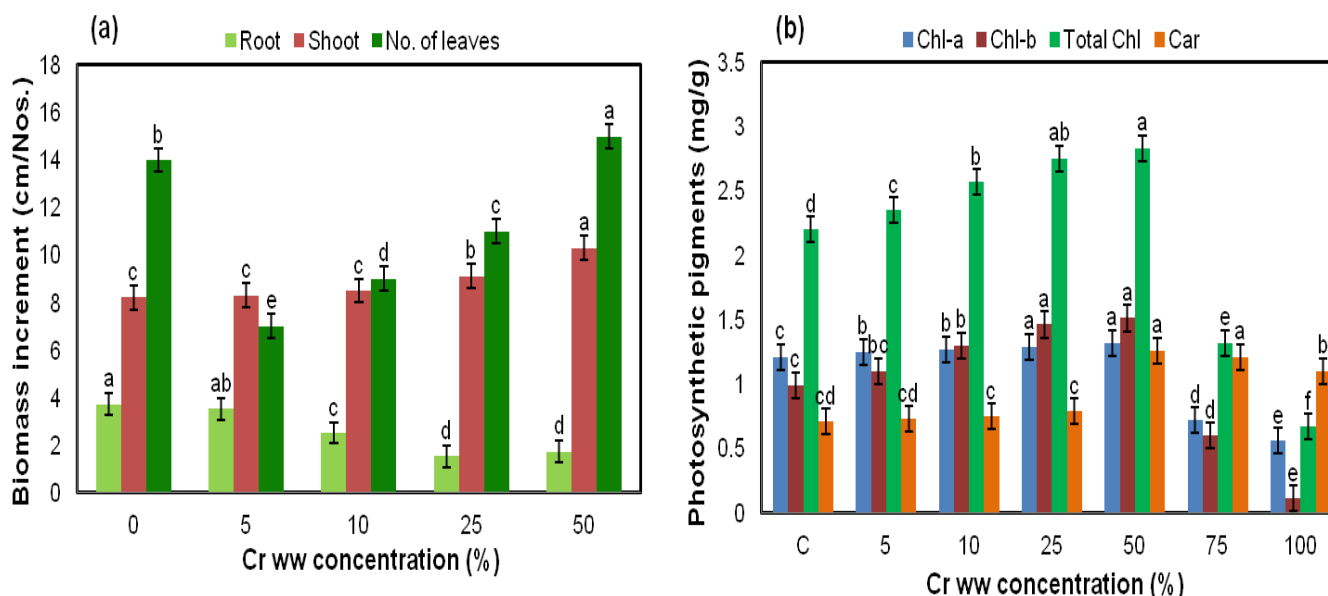 (a)
Root Shoot No. of leaves
Biomass increment (cm/Nos.)
18
16
14
12
10
8
6
4
2
0
a c b
ab c e
c c d
d b c
d a a
0 5 10 25 50
Cr ww concentration (%)
(b)
Chl-a Chl-b Total Chl Car
Photosynthetic pigments (mg/g)
3.5
3
2.5
2
1.5
1
0.5
0
c c d cd
b bc c cd
b b b c
a a ab c
a a a a
d d e a
e e f b
C 5 10 25 50 75 100
Cr ww concentration (%)